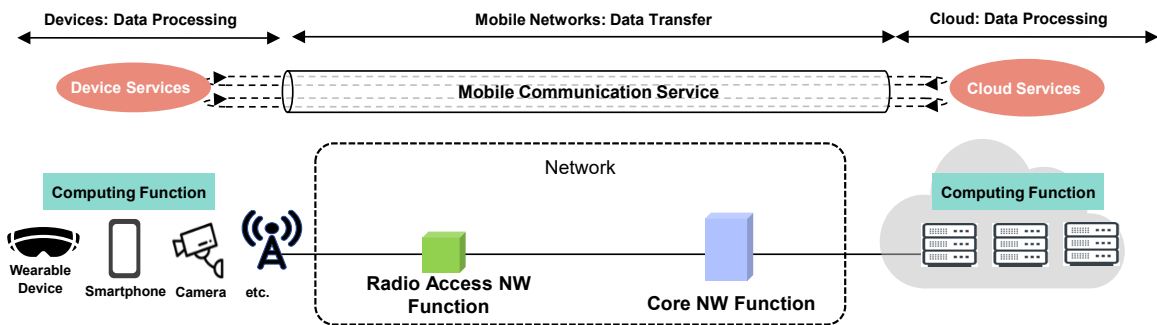 Devices: Data Processing
Mobile Networks: Data Transfer
Cloud: Data Processing
Device Services
Mobile Communication Service
Cloud Services
Network
Computing Function
Computing Function
Wearable
Device
Smartphone
Camera
etc.
Radio Access NW
Function
Core NW Function